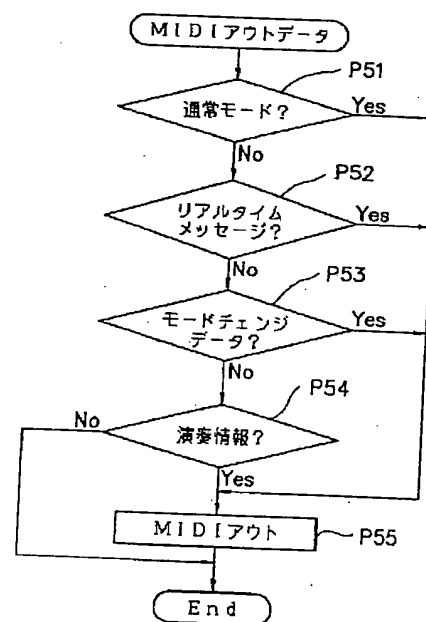 MIDIアウトデータ
P51
通常モード?
Yes
No
P52
リアルタイム
メッセージ?
Yes
No
P53
モードチェンジ
データ?
Yes
No
P54
No
演奏情報?
Yes
MIDIアウト
P55
End